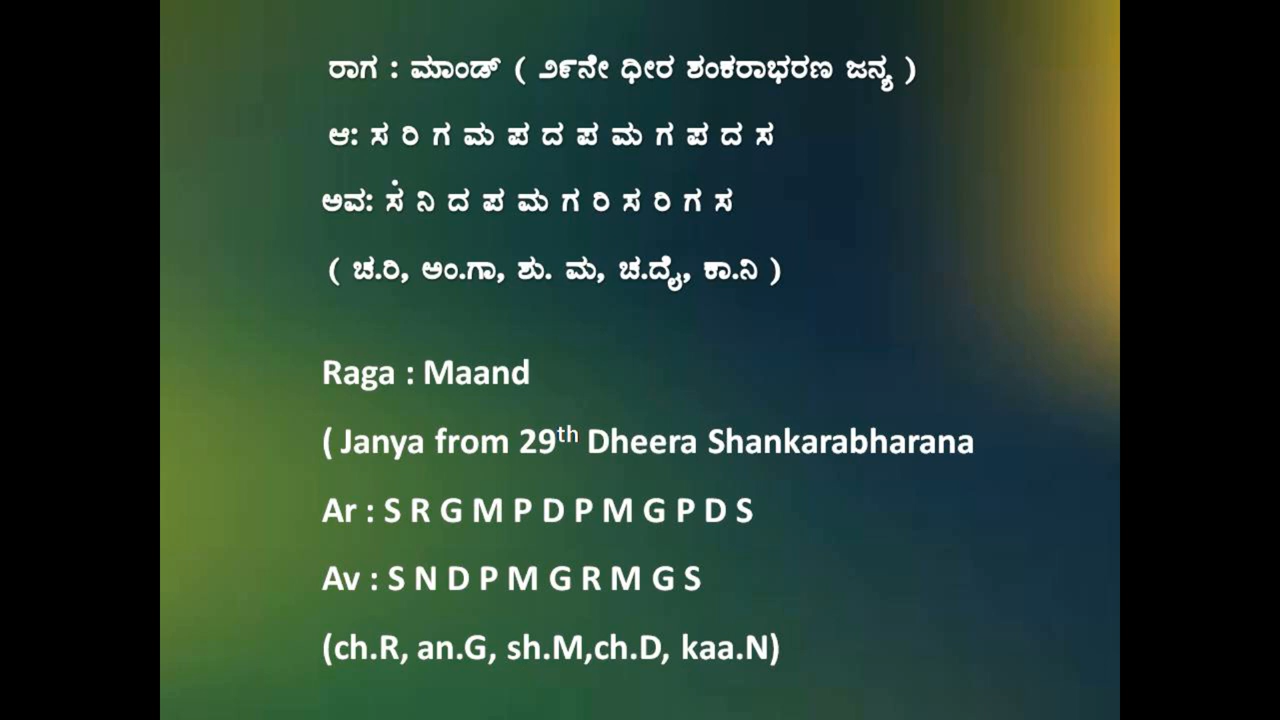 ರಾಗ : ಮಾಂಡ್ ( ೨೯ನೇ ಧೀರ ಶಂಕರಾಭರಣ ಜನ್ಯ )
ಆ: ಸ ರಿ ಗ ಮ ಪ ದ ಪ ಮ ಗ ಪ ದ ಸ
ಅವ: ಸ಼ ನಿ ದ ಪ ಮ ಗ ರಿ ಸ ರಿ ಗ ಸ
( ಚ.ರಿ, ಅಂ.ಗಾ, ಶು. ಮ, ಚ.ದೈ, ಕಾ.ನಿ )
Raga : Maand
( Janya from 29th Dheera Shankarabharana
Ar : S R G M P D P M G P D S
Av : S N D P M G R M G S
(ch.R, an.G, sh.M,ch.D, kaa.N)